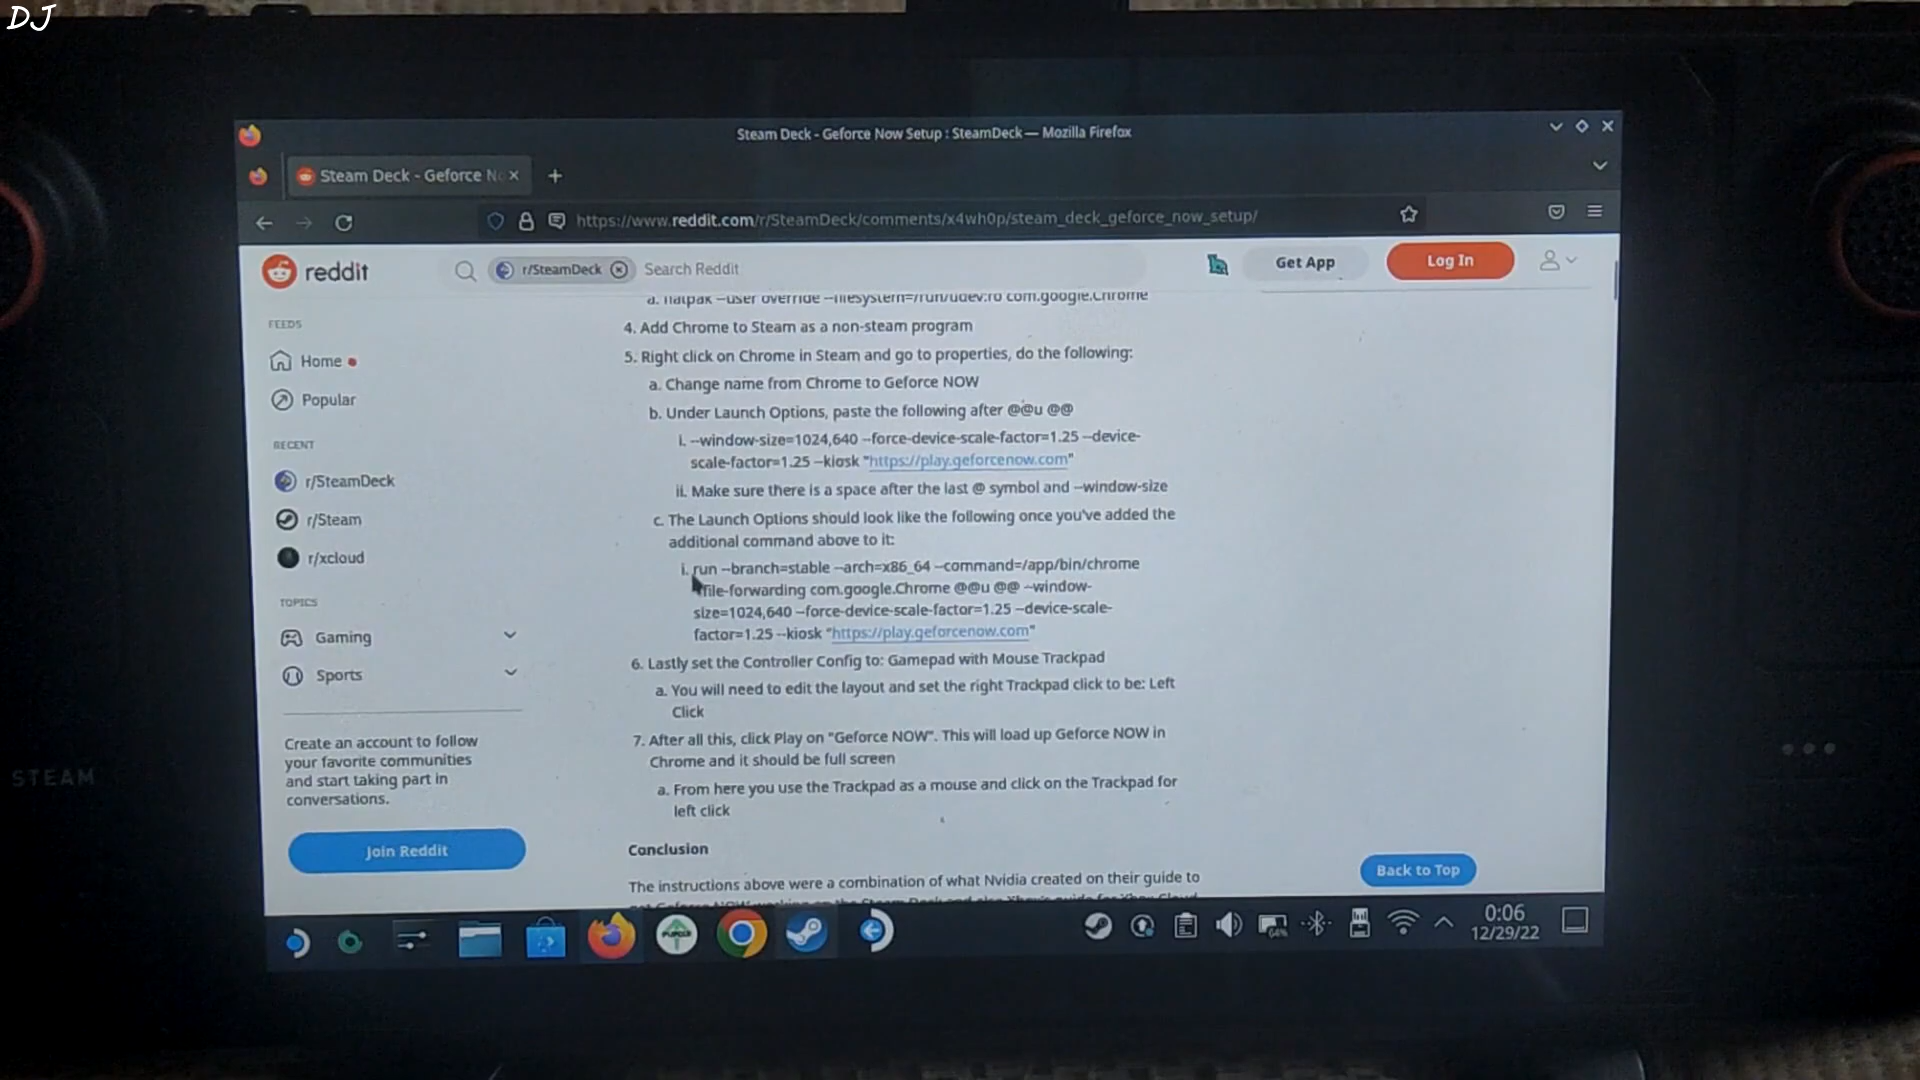 DJ
Steam Deck - Geforce Now Setup : SteamDeck — Mozilla Firefox
Steam Deck - Geforce No
https://www.reddit.com/r/SteamDeck/comments/x4wh0p/steam_deck_geforce_now_setup/
reddit
r/SteamDeck
Search Reddit
Get App
Log In
FEEDS
Home
Popular
RECENT
r/SteamDeck
r/Steam
r/xcloud
TOPICS
Gaming
Sports
Create an account to follow
your favorite communities
and start taking part in
conversations.
Join Reddit
a. flatpak --user override --filesystem=/run/udev:ro com.google.Chrome
4. Add Chrome to Steam as a non-steam program
5. Right click on Chrome in Steam and go to properties, do the following:
a. Change name from Chrome to Geforce NOW
b. Under Launch Options, paste the following after @@u @@
i. --window-size=1024,640 --force-device-scale-factor=1.25 --device-
scale-factor=1.25 --kiosk "https://play.geforcenow.com"
ii. Make sure there is a space after the last @ symbol and --window-size
c. The Launch Options should look like the following once you've added the
additional command above to it:
i. run --branch=stable --arch=x86_64 --command=/app/bin/chrome
file-forwarding com.google.Chrome @@u @@ --window-
size=1024,640 --force-device-scale-factor=1.25 --device-scale-
factor=1.25 --kiosk "https://play.geforcenow.com"
6. Lastly set the Controller Config to: Gamepad with Mouse Trackpad
a. You will need to edit the layout and set the right Trackpad click to be: Left
Click
7. After all this, click Play on "Geforce NOW". This will load up Geforce NOW in
Chrome and it should be full screen
a. From here you use the Trackpad as a mouse and click on the Trackpad for
left click
Conclusion
The instructions above were a combination of what Nvidia created on their guide to
Back to Top
64%
0:06
12/29/22
STEAM